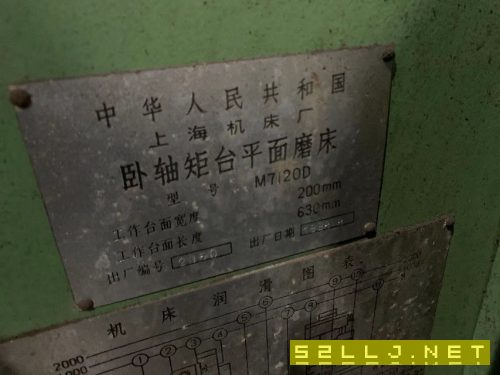 中华人民共和国
上海机床厂
卧轴矩台平面磨床
型号 M7120D
工作台面宽度 200mm
工作台面长度 630mm
出厂编号 出厂日期
机床润滑图表
2000
52LLJ.NET